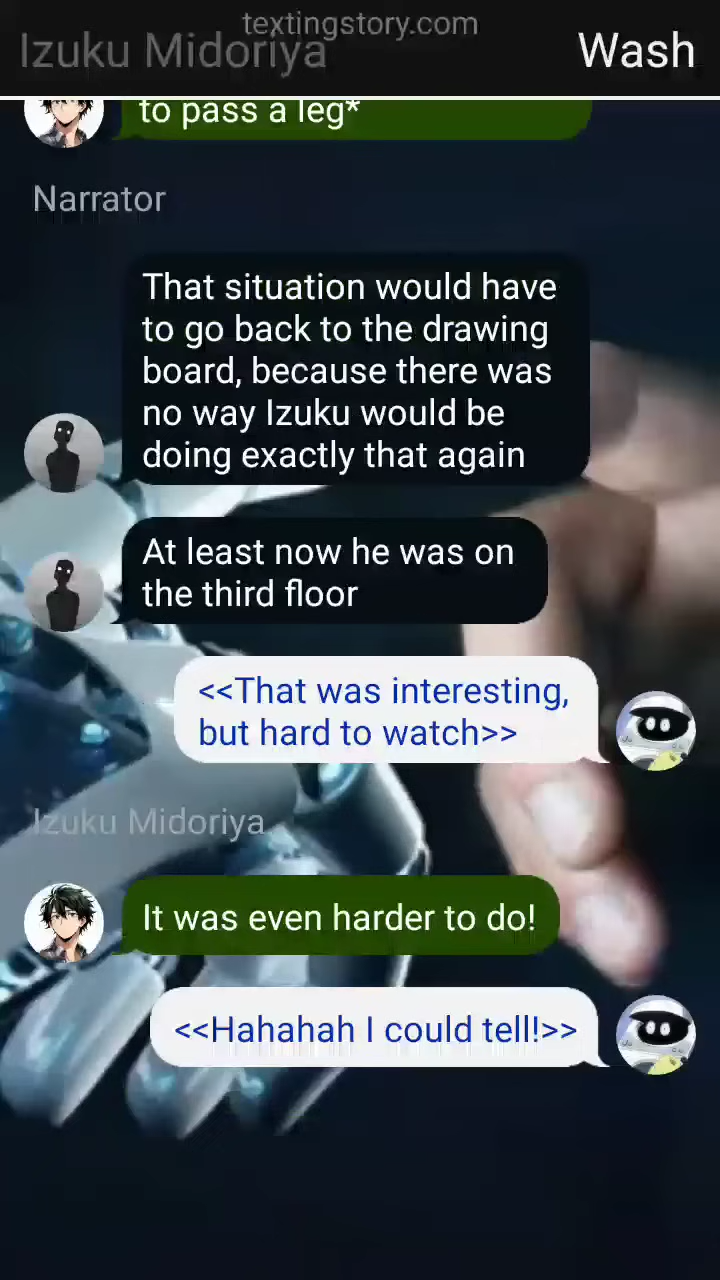 textingstory.com
Izuku Midoriya
Wash
to pass a leg*
Narrator
That situation would have
to go back to the drawing
board, because there was
no way Izuku would be
doing exactly that again
At least now he was on
the third floor
<<That was interesting,
but hard to watch>>
Izuku Midoriya
It was even harder to do!
<<Hahahah I could tell!>>